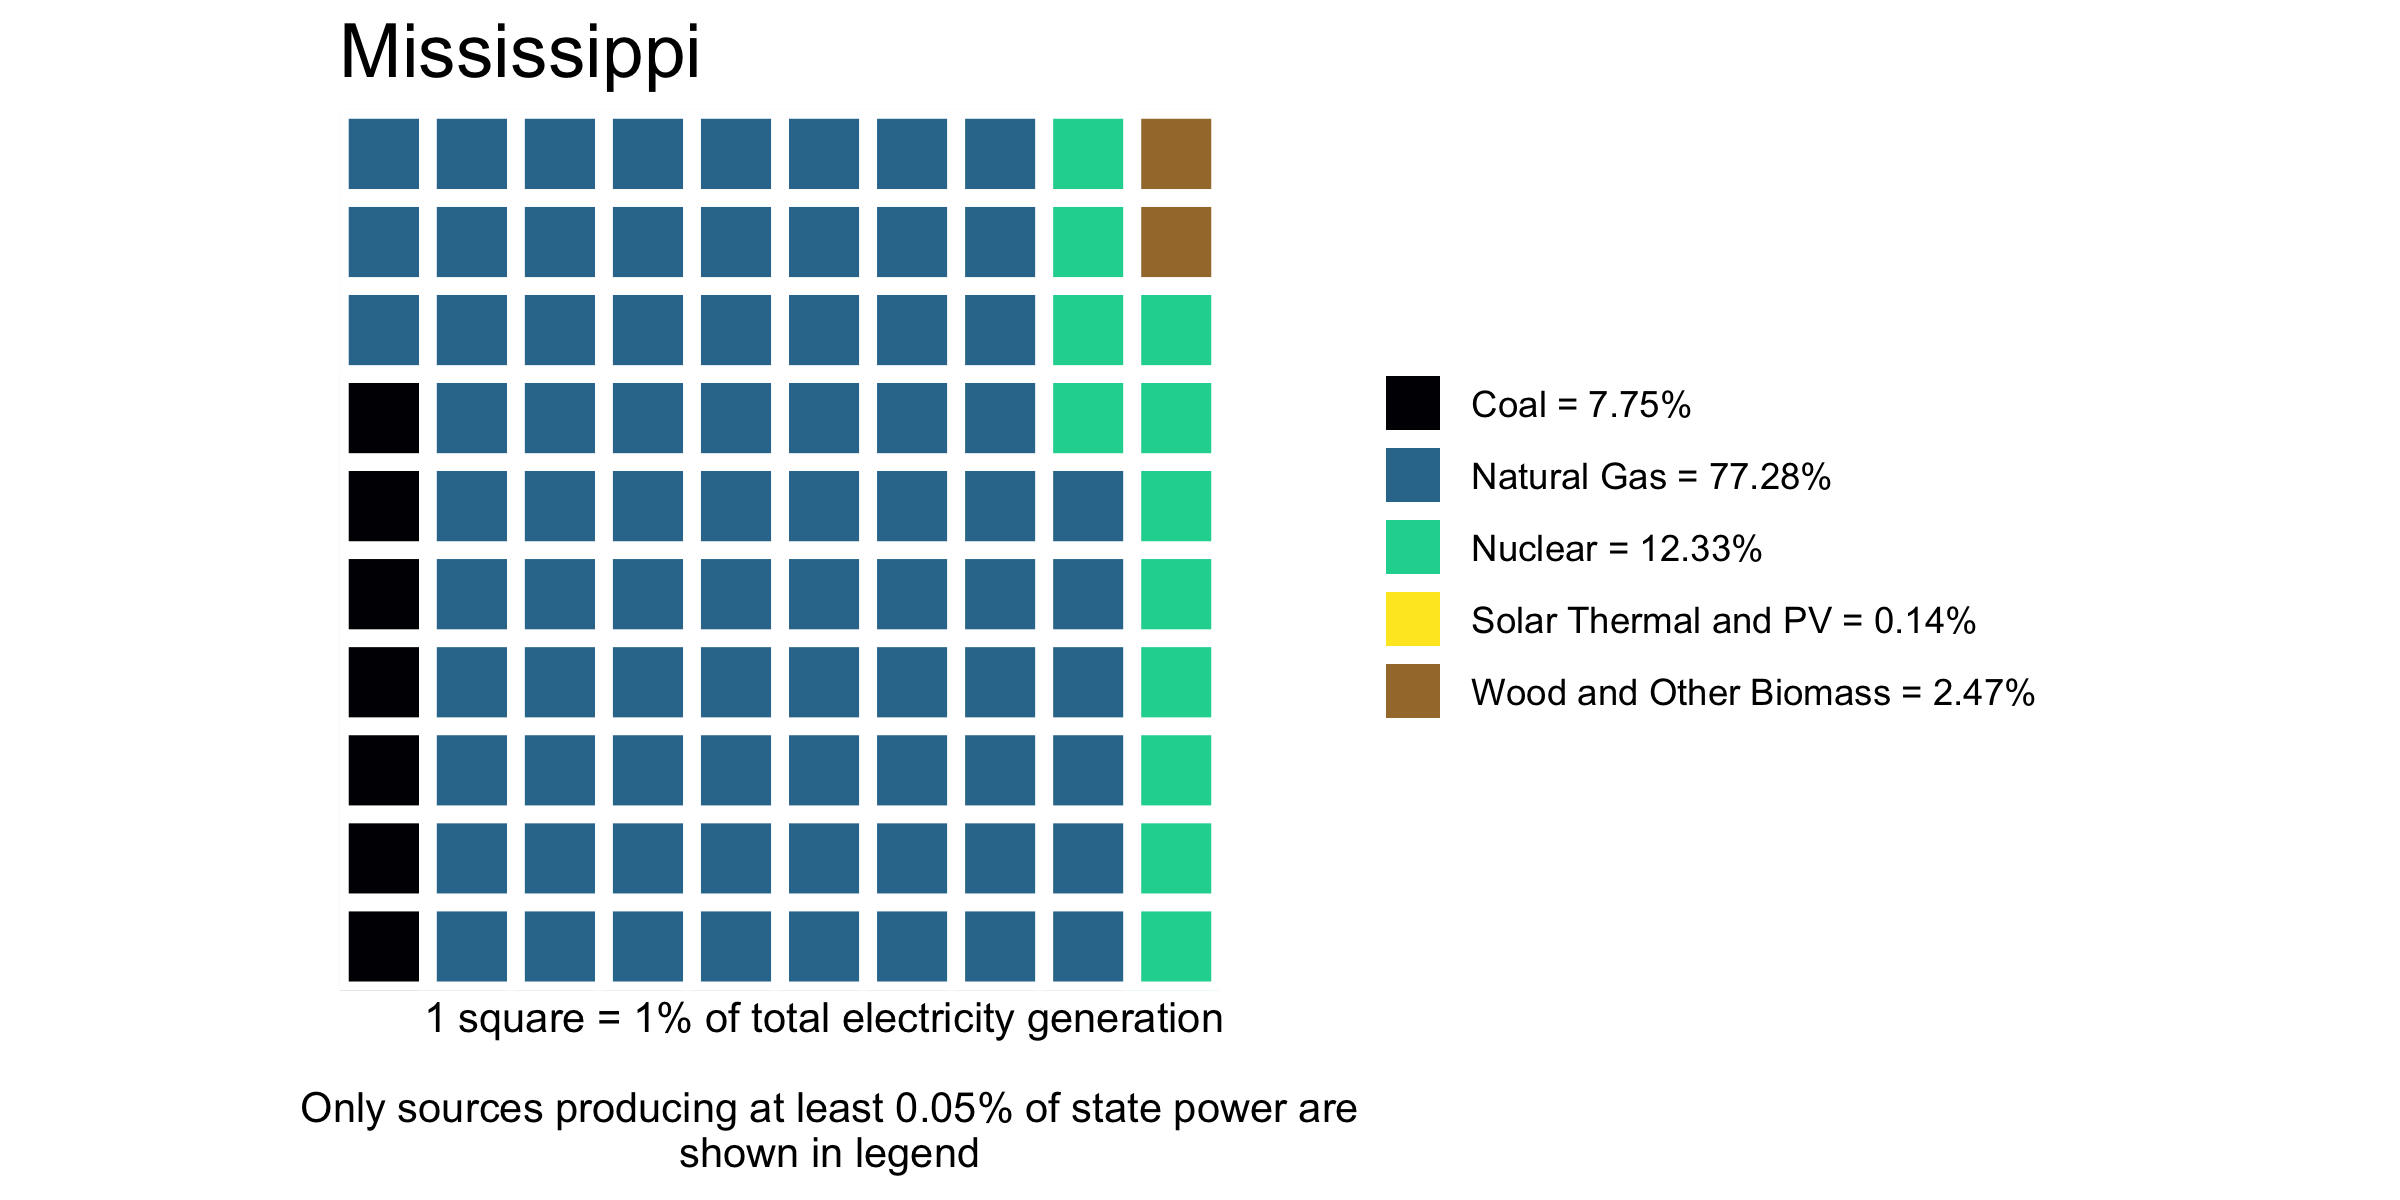 Mississippi
Coal = 7.75%
Natural Gas = 77.28%
Nuclear = 12.33%
Solar Thermal and PV = 0.14%
Wood and Other Biomass = 2.47%
1 square = 1% of total electricity generation
Only sources producing at least 0.05% of state power are
shown in legend